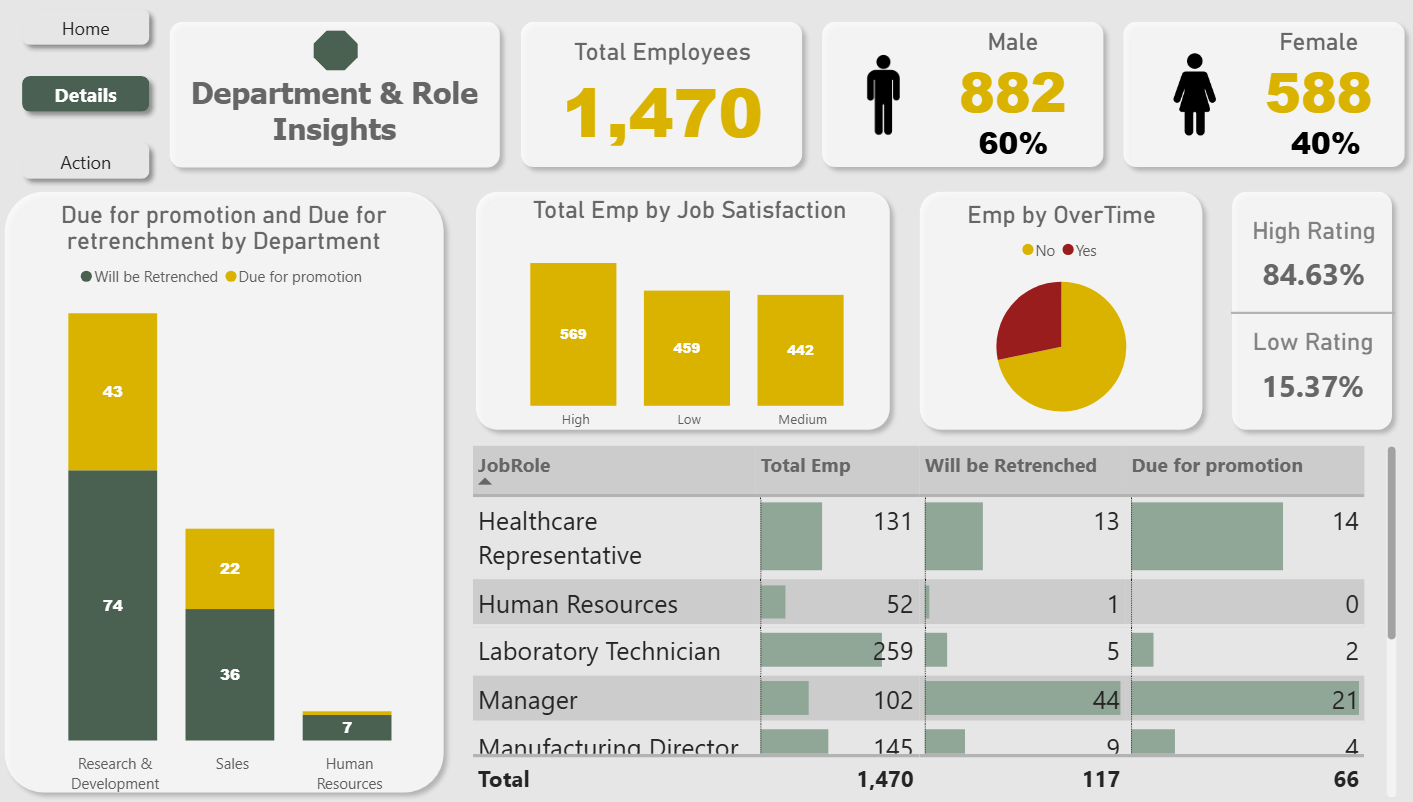 Home
Details
Action
Department & Role
Insights
Total Employees
1,470
Male
882
60%
Female
588
40%
Due for promotion and Due for
retrenchment by Department
Will be Retrenched Due for promotion
43
74
22
36
7
Research &
Development
Sales
Human
Resources
Total Emp by Job Satisfaction
569
459
442
High
Low
Medium
Emp by OverTime
No Yes
High Rating
84.63%
Low Rating
15.37%
JobRole Total Emp Will be Retrenched Due for promotion
Healthcare
Representative 131 13 14
Human Resources 52 1 0
Laboratory Technician 259 5 2
Manager 102 44 21
Manufacturing Director 145 9 4
Total 1,470 117 66